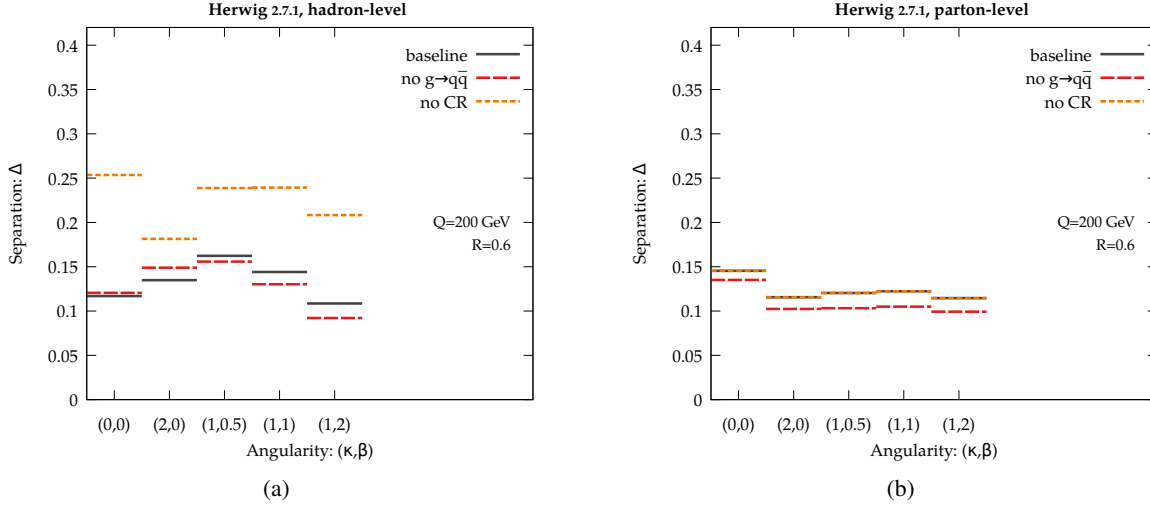 Herwig 2.7.1, hadron-level
0.4
0.35
0.3
0.25
0.2
0.15
0.1
0.05
0
Separation: Δ
baseline
no g→qq̅
no CR
Q=200 GeV
R=0.6
(0,0) (2,0) (1,0.5) (1,1) (1,2)
Angularity: (κ,β)
(a)
Herwig 2.7.1, parton-level
0.4
0.35
0.3
0.25
0.2
0.15
0.1
0.05
0
Separation: Δ
baseline
no g→qq̅
no CR
Q=200 GeV
R=0.6
(0,0) (2,0) (1,0.5) (1,1) (1,2)
Angularity: (κ,β)
(b)